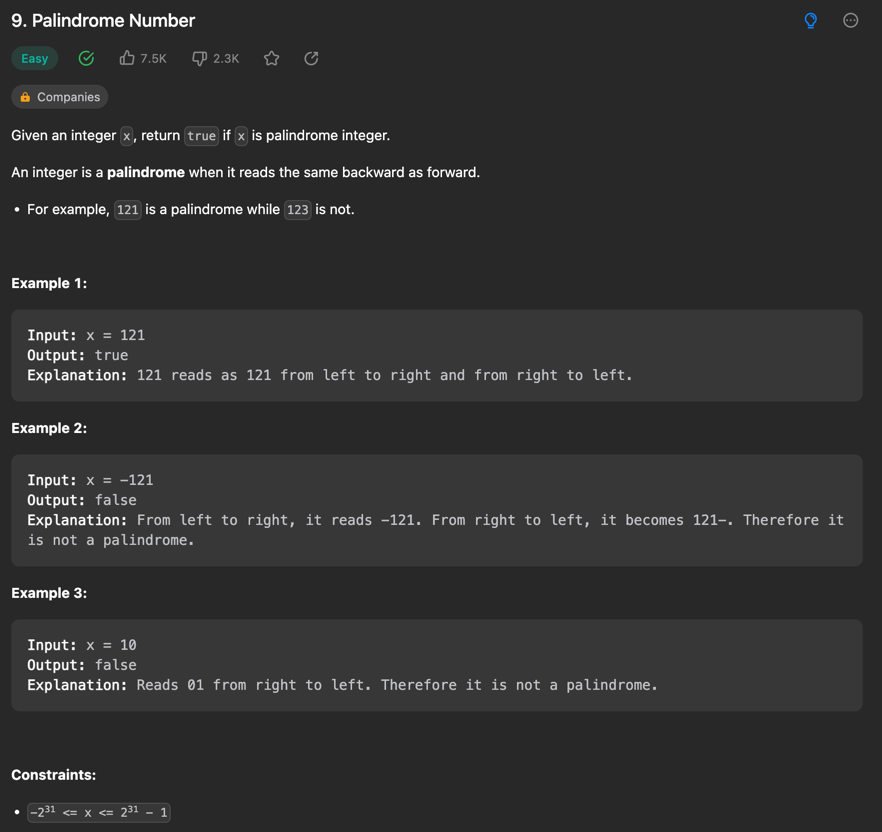 9. Palindrome Number
Easy 7.5K 2.3K
Companies
Given an integer x, return true if x is palindrome integer.
An integer is a palindrome when it reads the same backward as forward.
• For example, 121 is a palindrome while 123 is not.
Example 1:
Input: x = 121
Output: true
Explanation: 121 reads as 121 from left to right and from right to left.
Example 2:
Input: x = -121
Output: false
Explanation: From left to right, it reads -121. From right to left, it becomes 121-. Therefore it
is not a palindrome.
Example 3:
Input: x = 10
Output: false
Explanation: Reads 01 from right to left. Therefore it is not a palindrome.
Constraints:
• -2³¹ <= x <= 2³¹ - 1